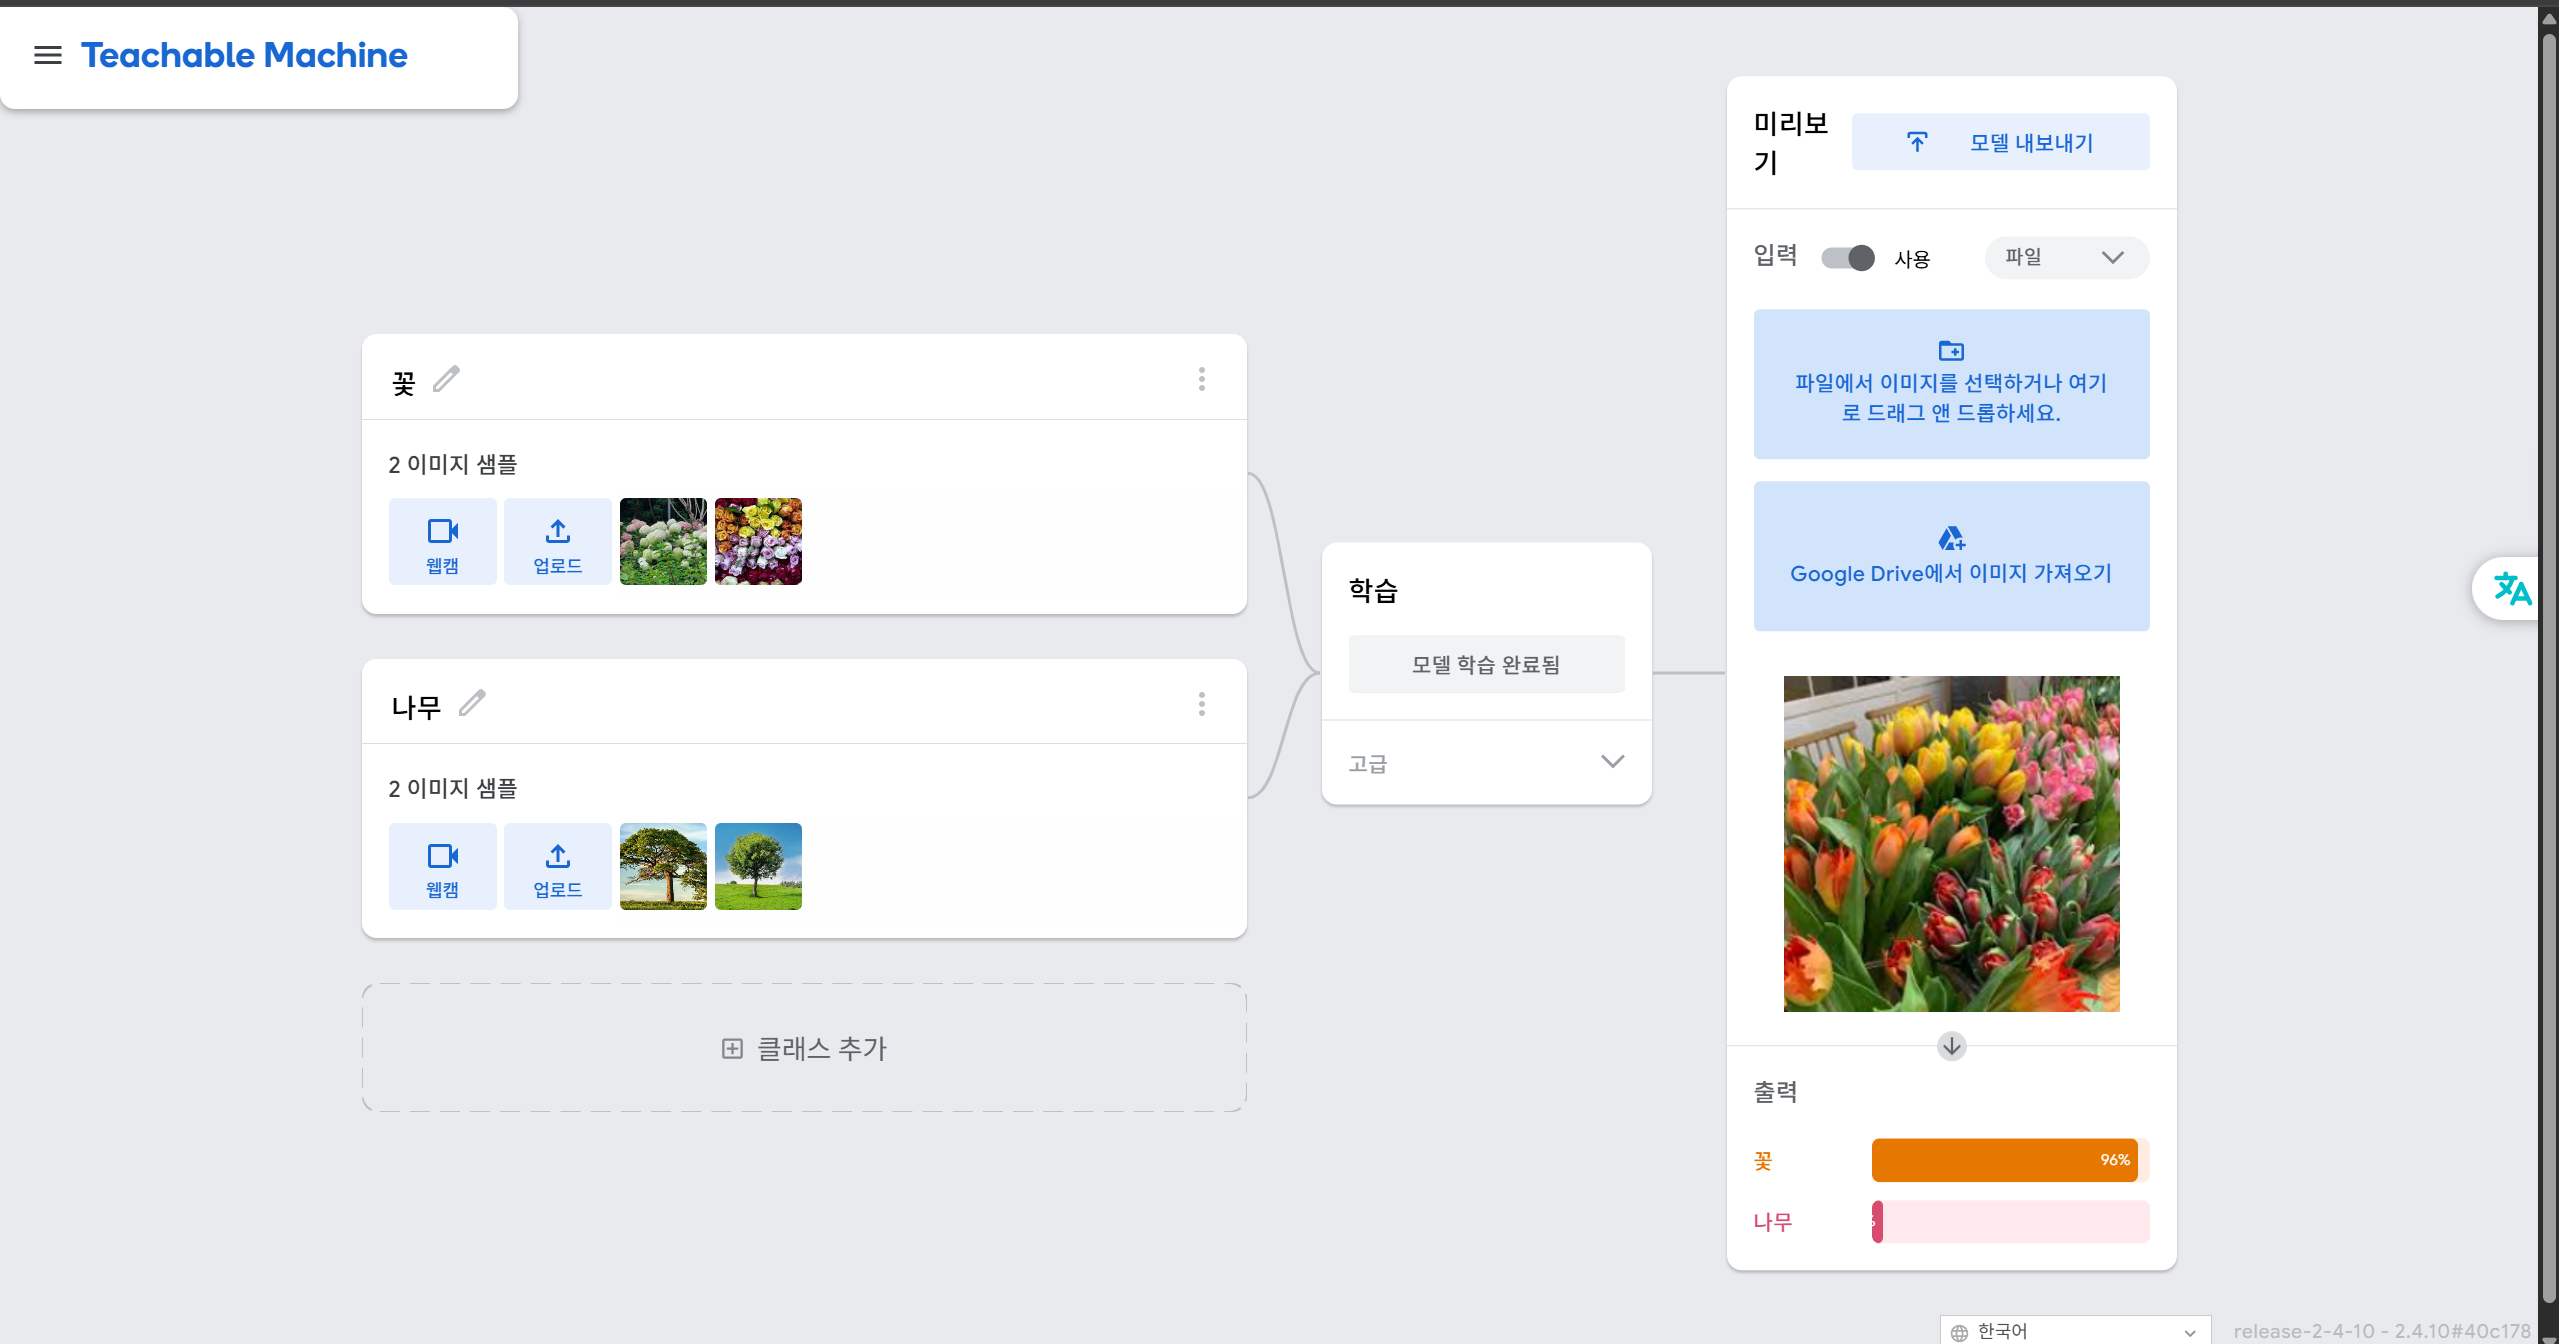 Teachable Machine
꽃
2 이미지 샘플
웹캠
업로드
나무
2 이미지 샘플
웹캠
업로드
클래스 추가
학습
모델 학습 완료됨
고급
미리보
기
모델 내보내기
입력
사용
파일
파일에서 이미지를 선택하거나 여기
로 드래그 앤 드롭하세요.
Google Drive에서 이미지 가져오기
출력
꽃
96%
나무
한국어
release-2-4-10 - 2.4.10#40c178